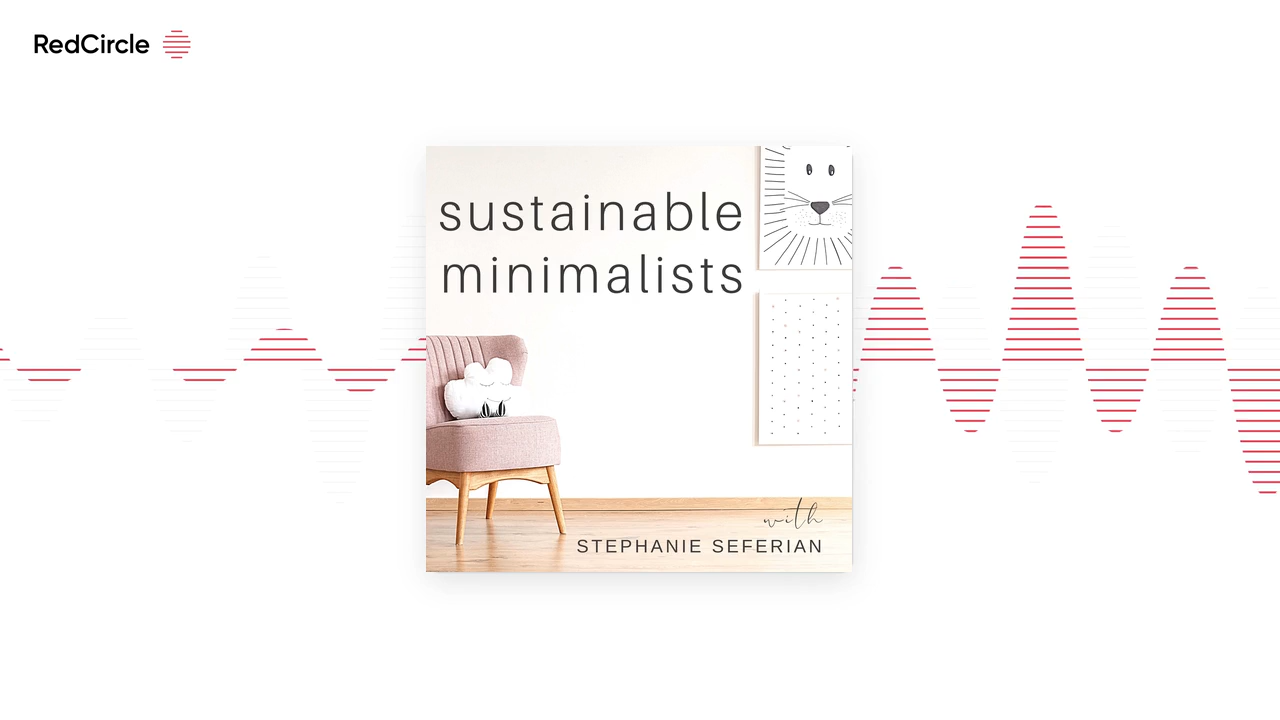 RedCircle
sustainable
minimalists
with
STEPHANIE SEFERIAN